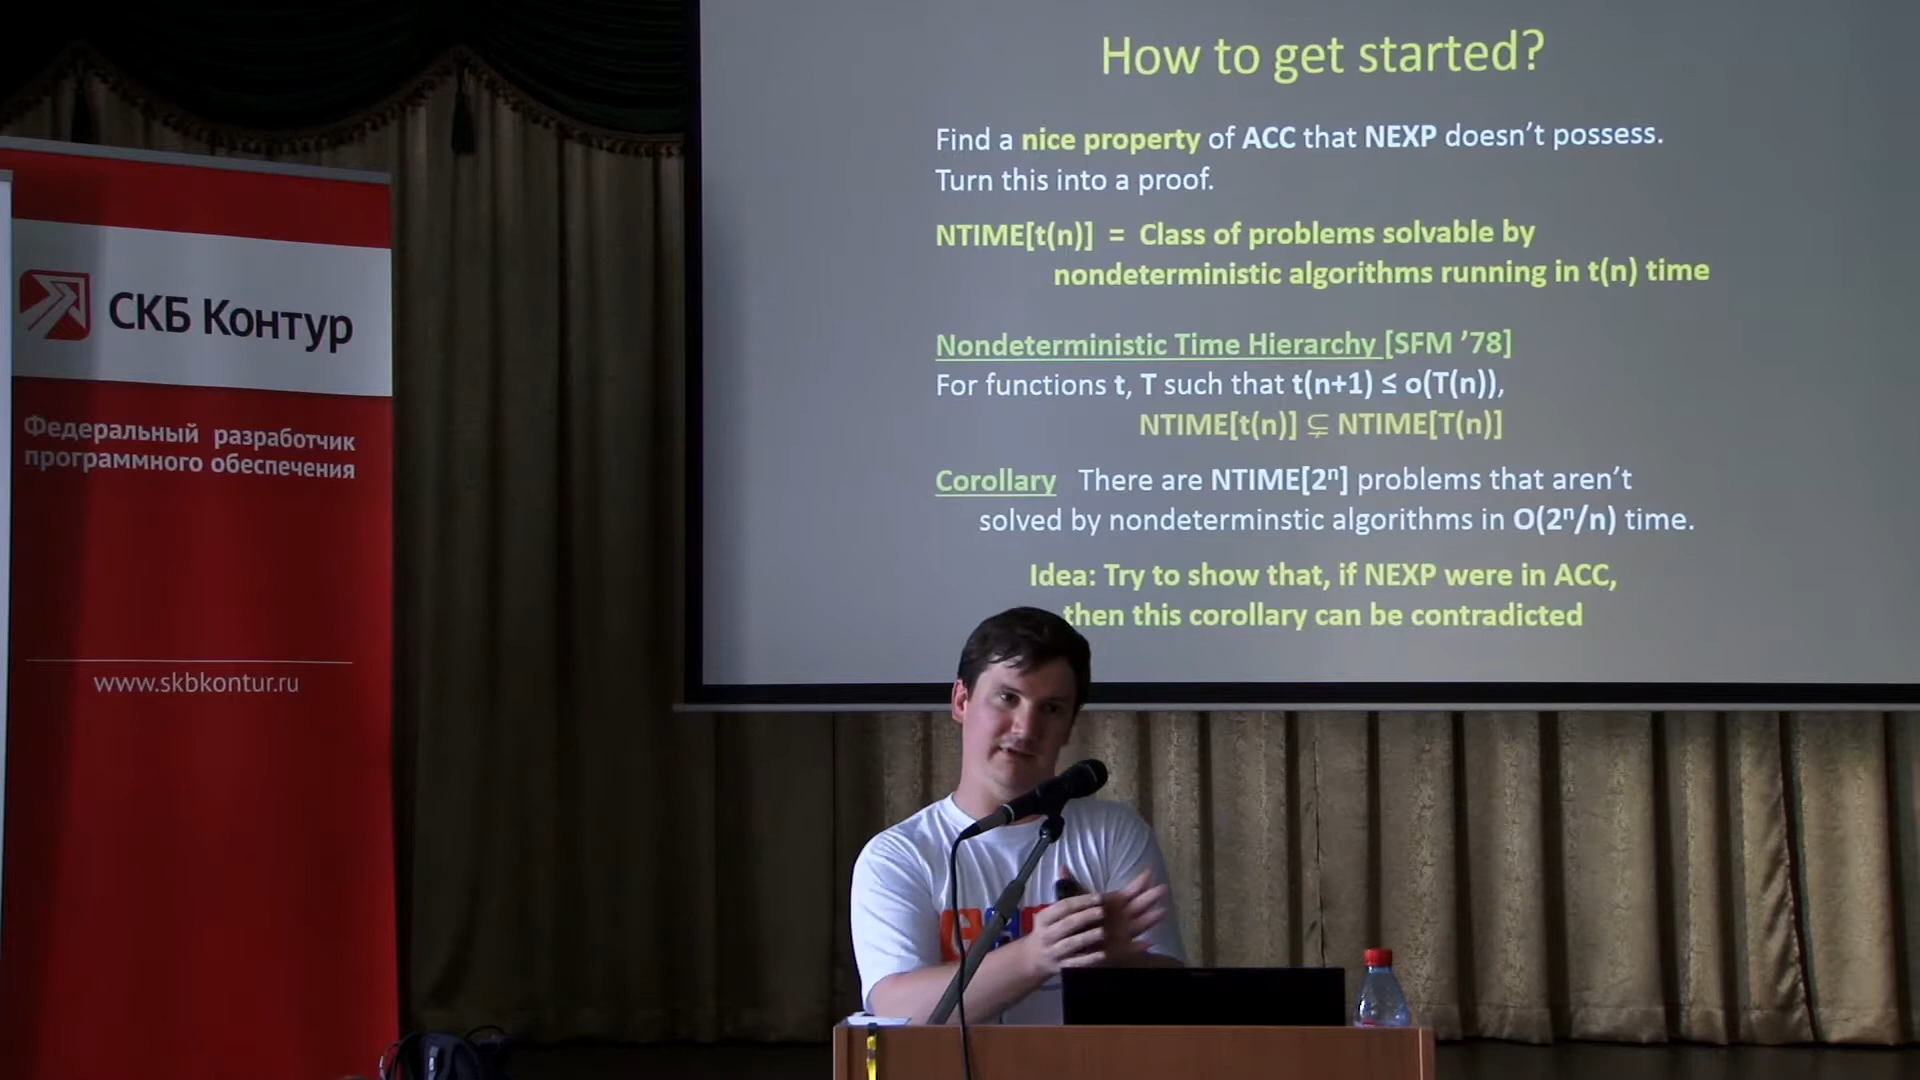 How to get started?
Find a nice property of ACC that NEXP doesn't possess.
Turn this into a proof.
NTIME[t(n)] = Class of problems solvable by
nondeterministic algorithms running in t(n) time
Nondeterministic Time Hierarchy [SFM '78]
For functions t, T such that t(n+1) ≤ o(T(n)),
NTIME[t(n)] ⊊ NTIME[T(n)]
Corollary There are NTIME[2ⁿ] problems that aren't
solved by nondeterminstic algorithms in O(2ⁿ/n) time.
Idea: Try to show that, if NEXP were in ACC,
then this corollary can be contradicted
СКБ Контур
Федеральный разработчик
программного обеспечения
www.skbkontur.ru